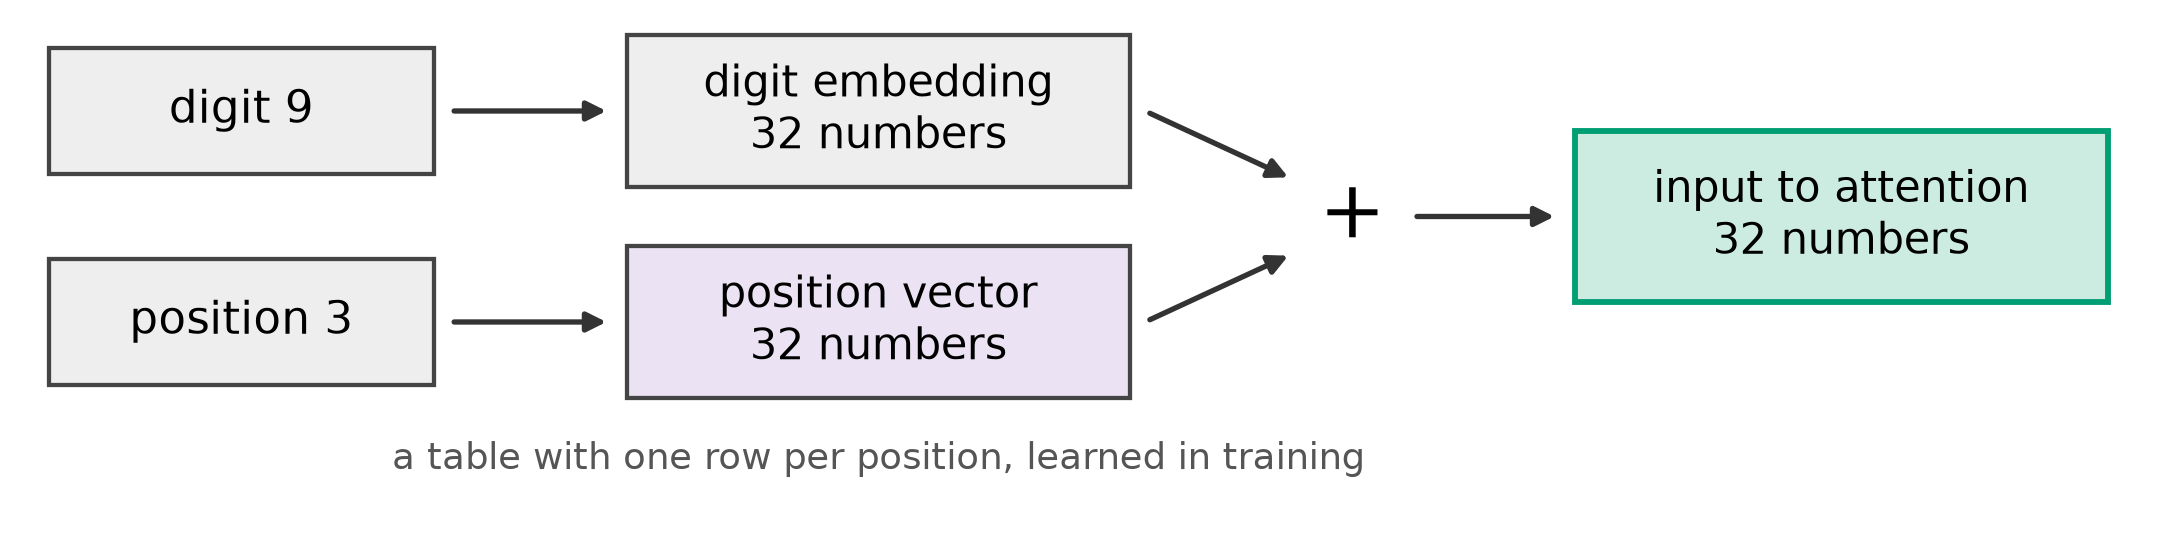 digit 9
digit embedding
32 numbers
position 3
position vector
32 numbers
+
input to attention
32 numbers
a table with one row per position, learned in training